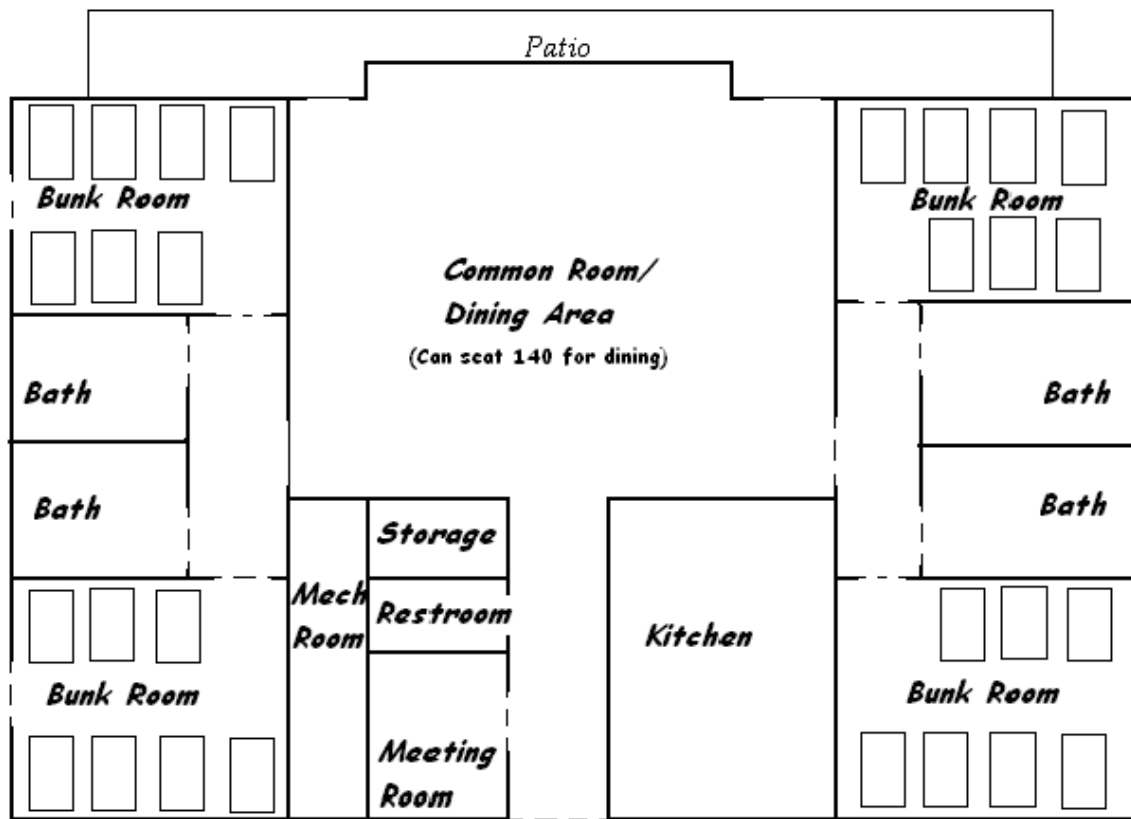 Patio
Bunk Room
Bunk Room
Common Room/
Dining Area
(Can seat 140 for dining)
Bath
Bath
Bath
Bath
Storage
Mech
Room
Restroom
Kitchen
Bunk Room
Bunk Room
Meeting
Room